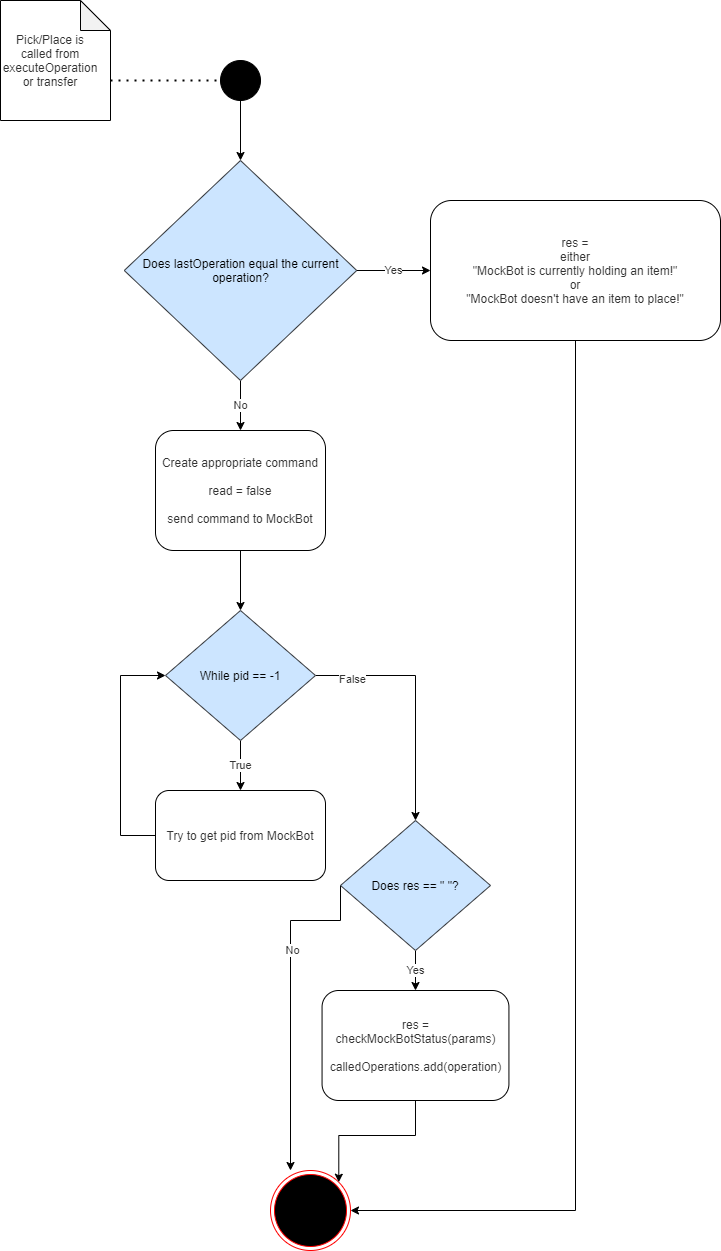 Pick/Place is
called from
executeOperation
or transfer
Does lastOperation equal the current
operation?
Yes
res =
either
"MockBot is currently holding an item!"
or
"MockBot doesn't have an item to place!"
No
Create appropriate command
read = false
send command to MockBot
While pid == -1
False
True
Try to get pid from MockBot
Does res == " "?
No
Yes
res =
checkMockBotStatus(params)
calledOperations.add(operation)